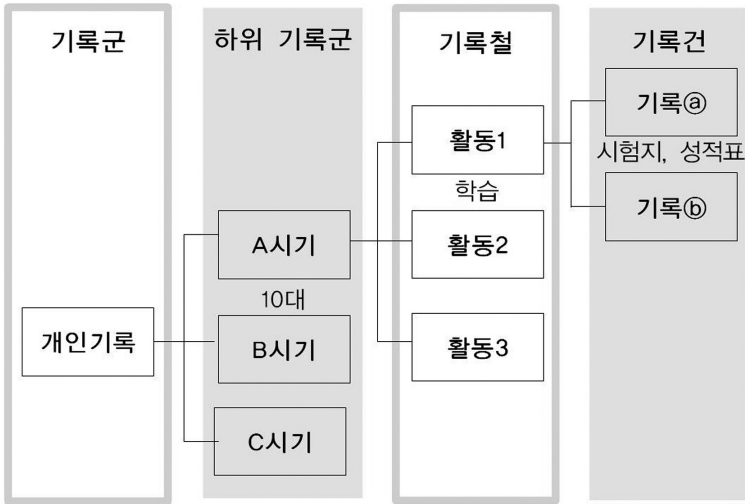 기록군
하위 기록군
기록철
기록건
개인기록
A시기
10대
B시기
C시기
활동1
학습
활동2
활동3
기록ⓐ
시험지, 성적표
기록ⓑ